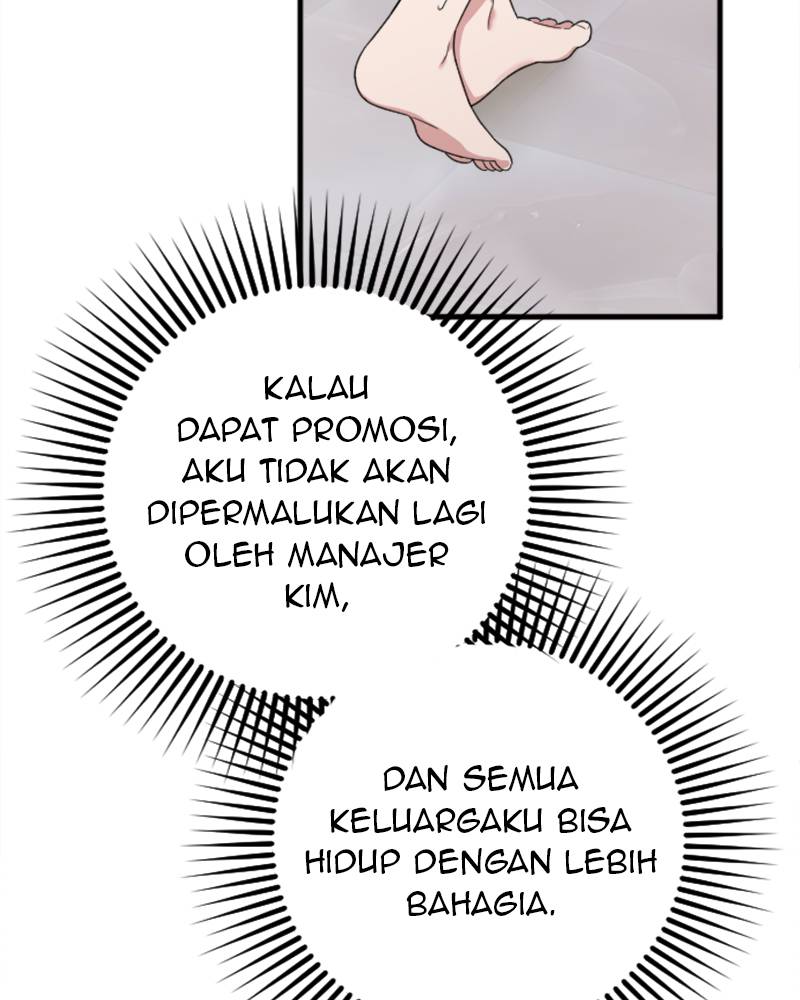 KALAU
DAPAT PROMOSI,
AKU TIDAK AKAN
DIPERMALUKAN LAGI
OLEH MANAJER
KIM,
DAN SEMUA
KELUARGAKU BISA
HIDUP DENGAN LEBIH
BAHAGIA.